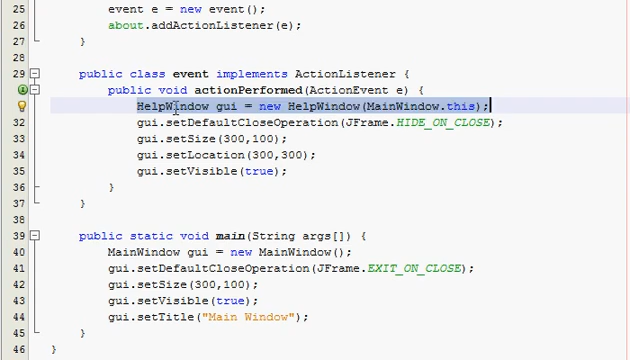 25 event e = new event();
26 about.addActionListener(e);
27 }
28
29 public class event implements ActionListener {
public void actionPerformed(ActionEvent e) {
HelpWindow gui = new HelpWindow(MainWindow.this);
32 gui.setDefaultCloseOperation(JFrame.HIDE_ON_CLOSE);
33 gui.setSize(300,100);
34 gui.setLocation(300,300);
35 gui.setVisible(true);
36 }
37 }
38
39 public static void main(String args[]) {
40 MainWindow gui = new MainWindow();
41 gui.setDefaultCloseOperation(JFrame.EXIT_ON_CLOSE);
42 gui.setSize(300,100);
43 gui.setVisible(true);
44 gui.setTitle("Main Window");
45 }
46 }